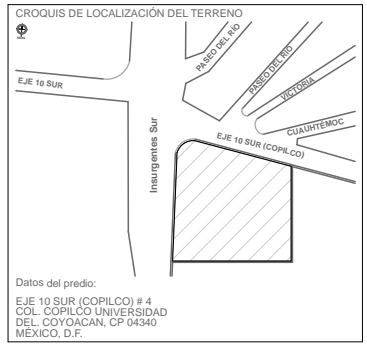 CROQUIS DE LOCALIZACIÓN DEL TERRENO
PASEO DEL RÍO
PASEO DEL RÍO
EJE 10 SUR
VICTORIA
CUAUHTÉMOC
EJE 10 SUR (COPILCO)
Insurgentes Sur
Datos del predio:
EJE 10 SUR (COPILCO) # 4
COL. COPILCO UNIVERSIDAD
DEL. COYOACAN, CP 04340
MÉXICO, D.F.